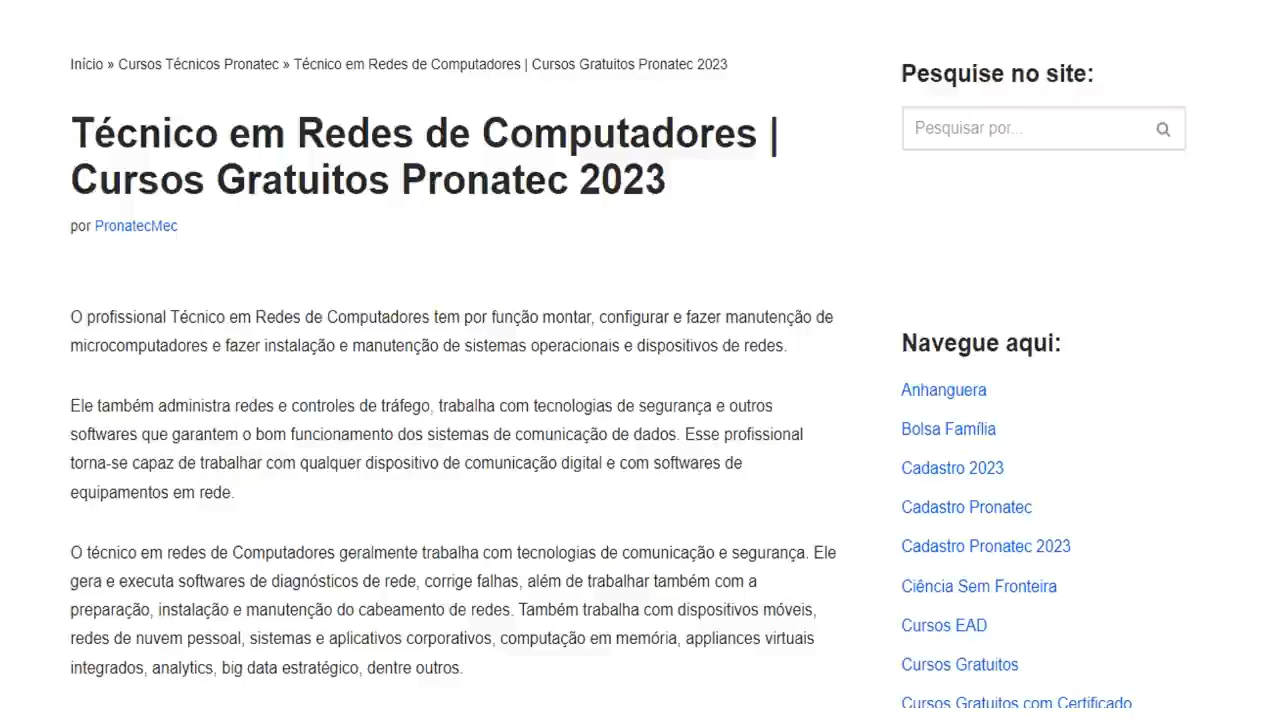 Início » Cursos Técnicos Pronatec » Técnico em Redes de Computadores | Cursos Gratuitos Pronatec 2023
Técnico em Redes de Computadores |
Cursos Gratuitos Pronatec 2023
por PronatecMec
O profissional Técnico em Redes de Computadores tem por função montar, configurar e fazer manutenção de
microcomputadores e fazer instalação e manutenção de sistemas operacionais e dispositivos de redes.
Ele também administra redes e controles de tráfego, trabalha com tecnologias de segurança e outros
softwares que garantem o bom funcionamento dos sistemas de comunicação de dados. Esse profissional
torna-se capaz de trabalhar com qualquer dispositivo de comunicação digital e com softwares de
equipamentos em rede.
O técnico em redes de Computadores geralmente trabalha com tecnologias de comunicação e segurança. Ele
gera e executa softwares de diagnósticos de rede, corrige falhas, além de trabalhar também com a
preparação, instalação e manutenção do cabeamento de redes. Também trabalha com dispositivos móveis,
redes de nuvem pessoal, sistemas e aplicativos corporativos, computação em memória, appliances virtuais
integrados, analytics, big data estratégico, dentre outros.
Pesquise no site:
Pesquisar por...
Navegue aqui:
Anhanguera
Bolsa Família
Cadastro 2023
Cadastro Pronatec
Cadastro Pronatec 2023
Ciência Sem Fronteira
Cursos EAD
Cursos Gratuitos
Cursos Gratuitos com Certificado